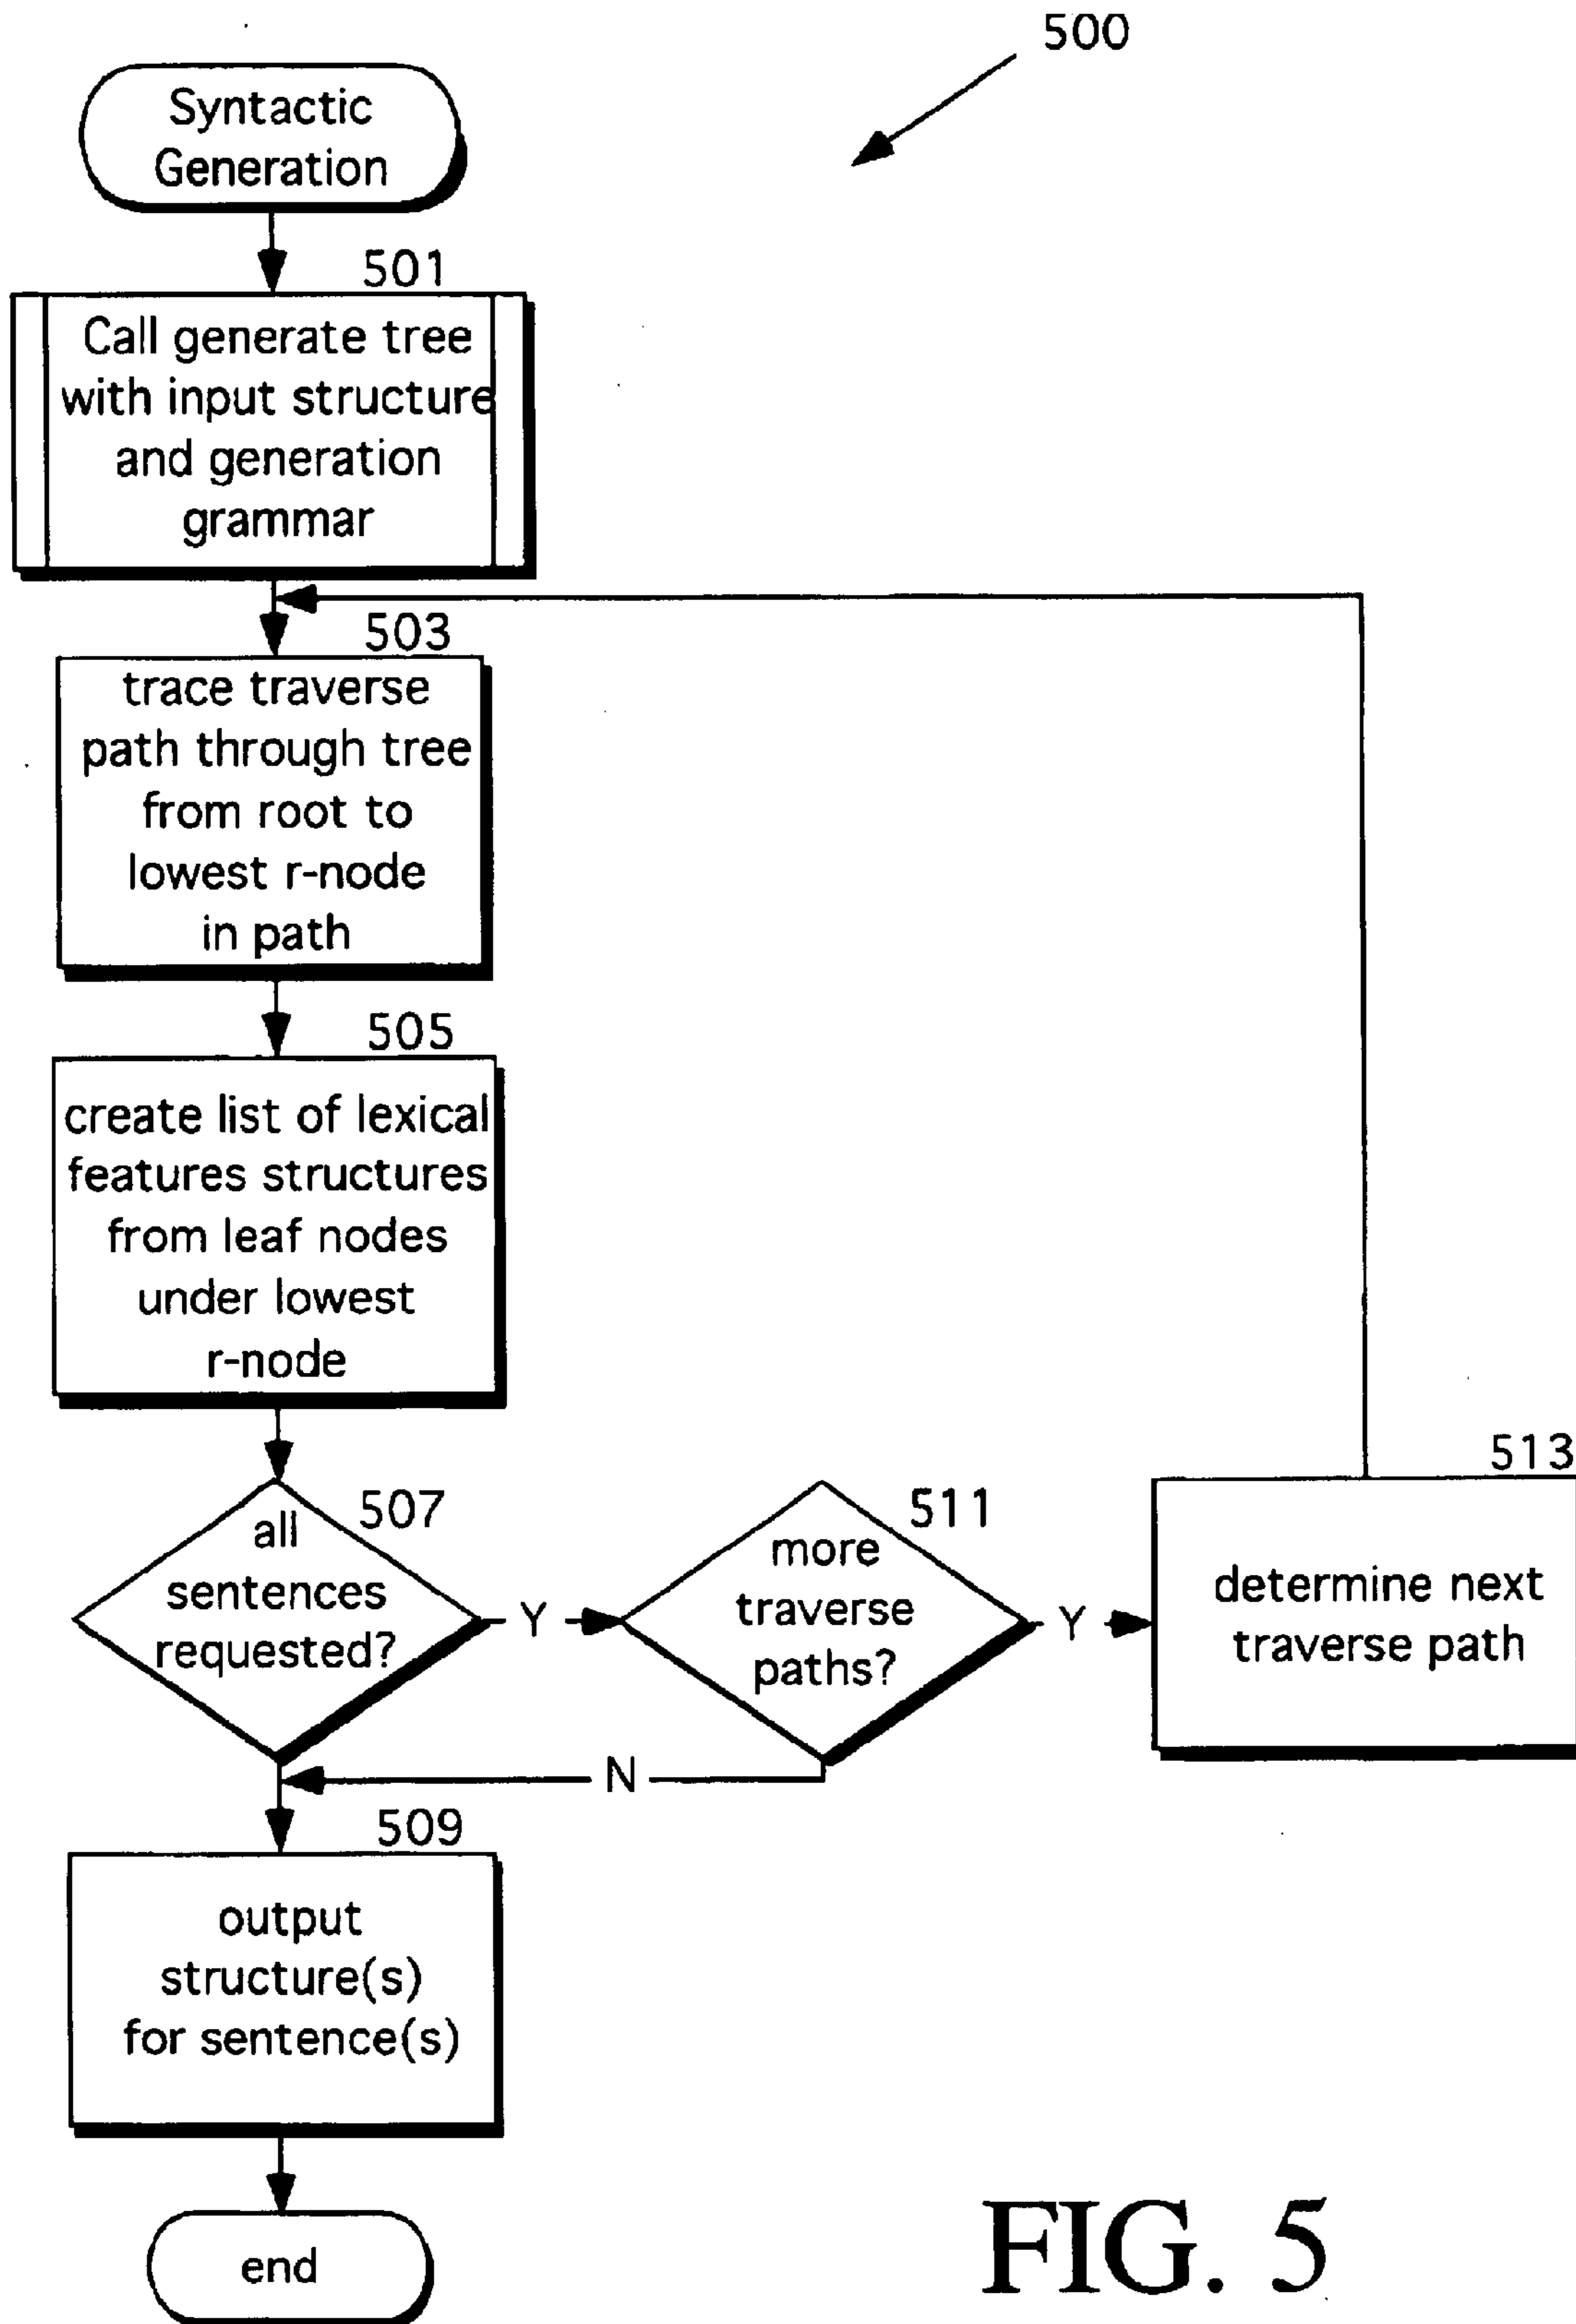 500
Syntactic
Generation
501
Call generate tree
with input structure
and generation
grammar
503
trace traverse
path through tree
from root to
lowest r-node
in path
505
create list of lexical
features structures
from leaf nodes
under lowest
r-node
507
all
sentences
requested?
Y
511
more
traverse
paths?
Y
513
determine next
traverse path
N
509
output
structure(s)
for sentence(s)
end
FIG. 5